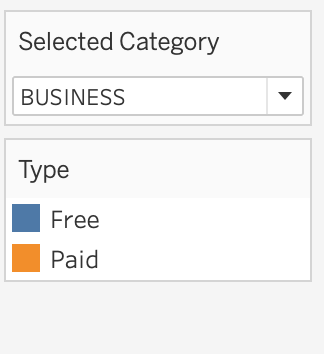 Selected Category
BUSINESS
Type
Free
Paid